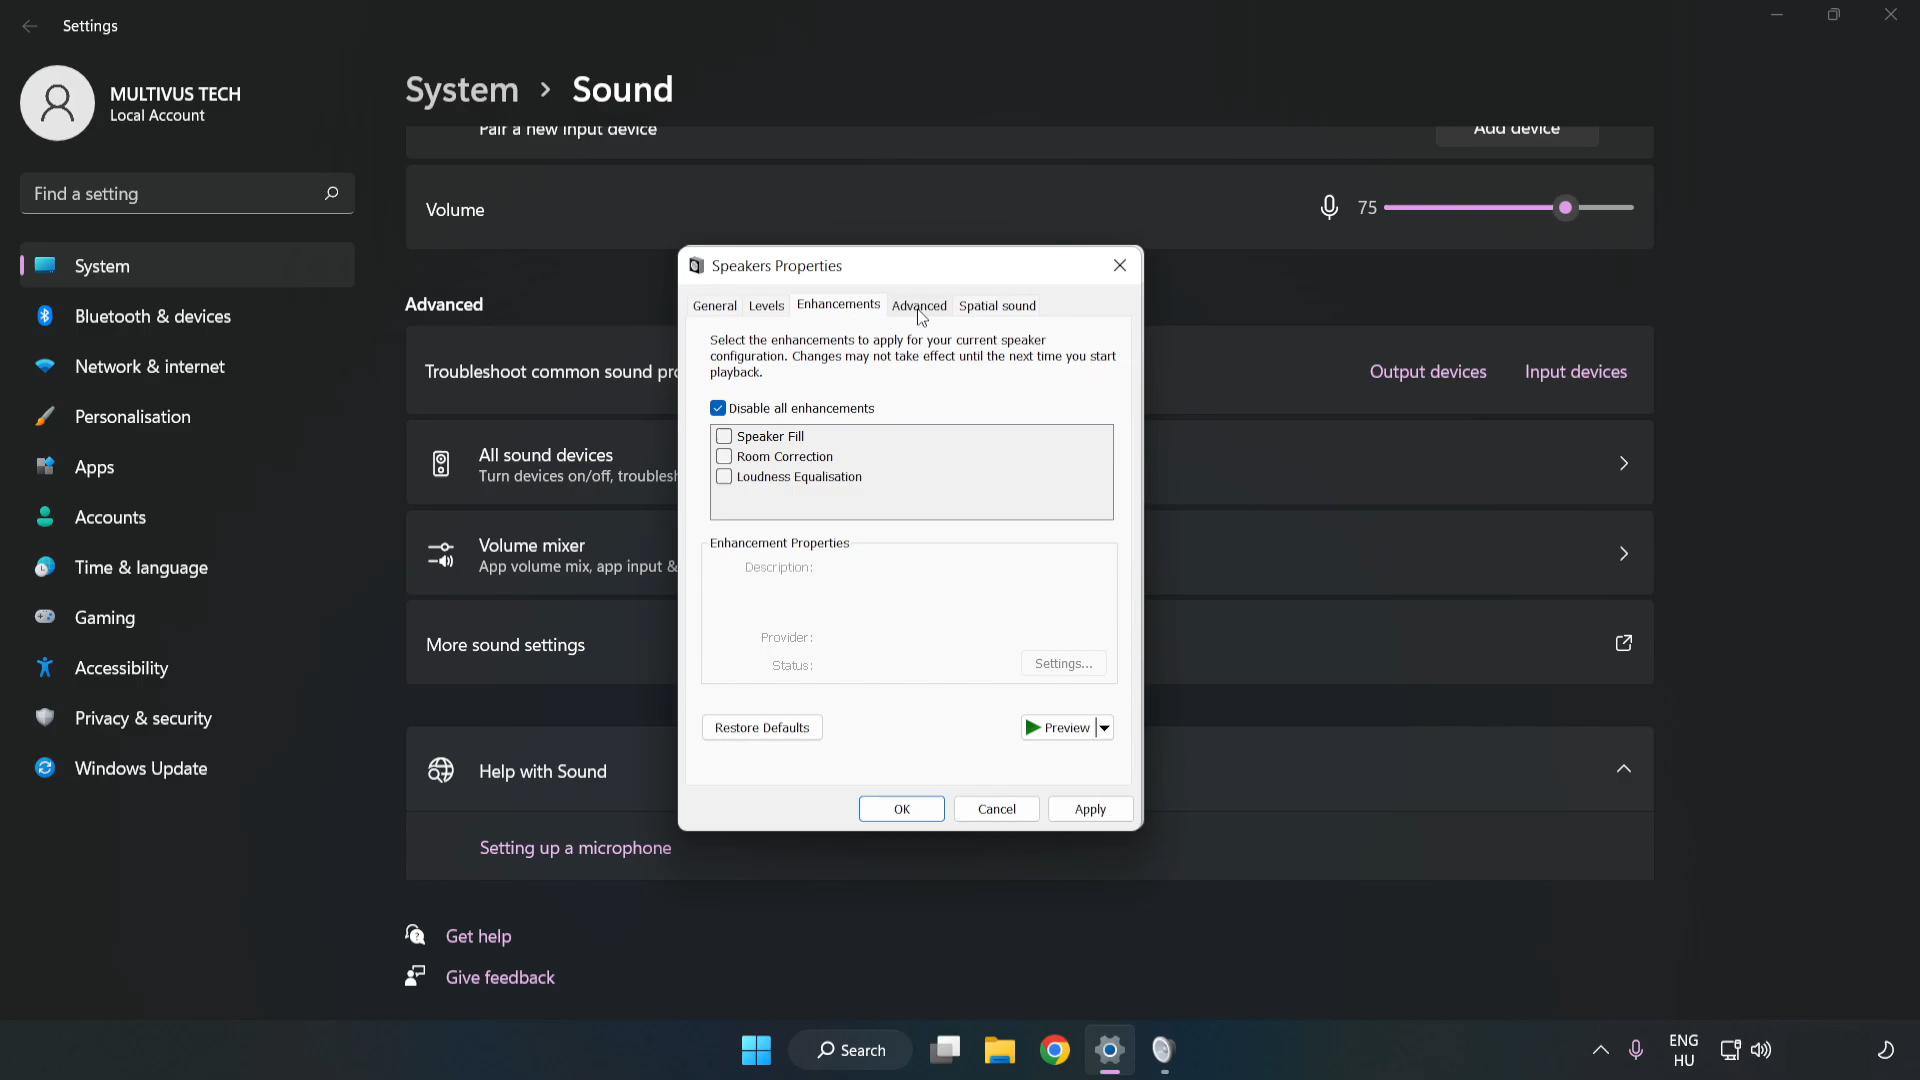 Settings
MULTIVUS TECH
Local Account
Find a setting
System
Bluetooth & devices
Network & internet
Personalisation
Apps
Accounts
Time & language
Gaming
Accessibility
Privacy & security
Windows Update
System > Sound
Pair a new input device
Add device
Volume
75
Advanced
Troubleshoot common sound pro
Output devices
Input devices
All sound devices
Turn devices on/off, troublesh
Volume mixer
App volume mix, app input &
More sound settings
Help with Sound
Setting up a microphone
Get help
Give feedback
Speakers Properties
General Levels Enhancements Advanced Spatial sound
Select the enhancements to apply for your current speaker
configuration. Changes may not take effect until the next time you start
playback.
Disable all enhancements
Speaker Fill
Room Correction
Loudness Equalisation
Enhancement Properties
Description:
Provider:
Status:
Settings...
Restore Defaults
Preview
OK
Cancel
Apply
Search
ENG
HU